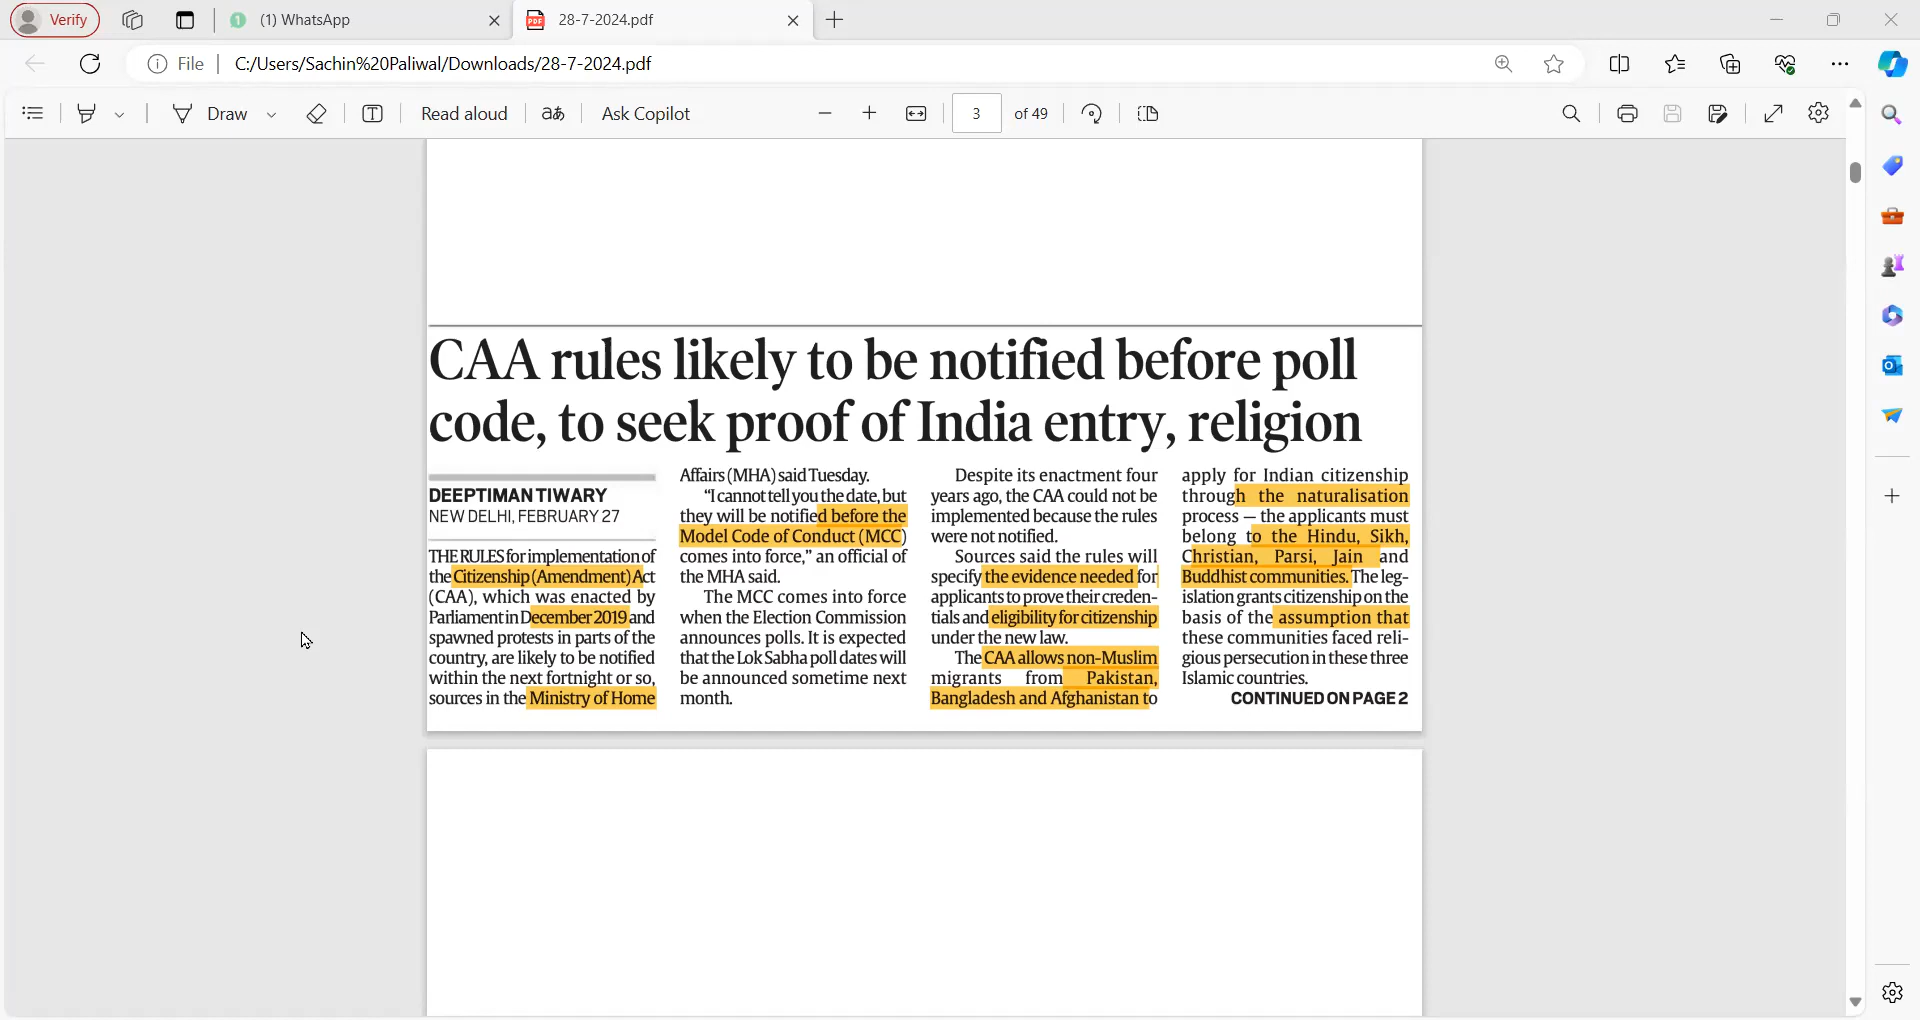 Verify
(1) WhatsApp
28-7-2024.pdf
File
C:/Users/Sachin%20Paliwal/Downloads/28-7-2024.pdf
Draw
Read aloud
aあ
Ask Copilot
3
of 49
CAA rules likely to be notified before poll
code, to seek proof of India entry, religion
DEEPTIMAN TIWARY
NEW DELHI, FEBRUARY 27
THE RULES for implementation of
the Citizenship (Amendment) Act
(CAA), which was enacted by
Parliament in December 2019 and
spawned protests in parts of the
country, are likely to be notified
within the next fortnight or so,
sources in the Ministry of Home
Affairs (MHA) said Tuesday.
“I cannot tell you the date, but
they will be notified before the
Model Code of Conduct (MCC)
comes into force,” an official of
the MHA said.
The MCC comes into force
when the Election Commission
announces polls. It is expected
that the Lok Sabha poll dates will
be announced sometime next
month.
Despite its enactment four
years ago, the CAA could not be
implemented because the rules
were not notified.
Sources said the rules will
specify the evidence needed for
applicants to prove their creden-
tials and eligibility for citizenship
under the new law.
The CAA allows non-Muslim
migrants from Pakistan,
Bangladesh and Afghanistan to
apply for Indian citizenship
through the naturalisation
process — the applicants must
belong to the Hindu, Sikh,
Christian, Parsi, Jain and
Buddhist communities. The leg-
islation grants citizenship on the
basis of the assumption that
these communities faced reli-
gious persecution in these three
Islamic countries.
CONTINUED ON PAGE 2